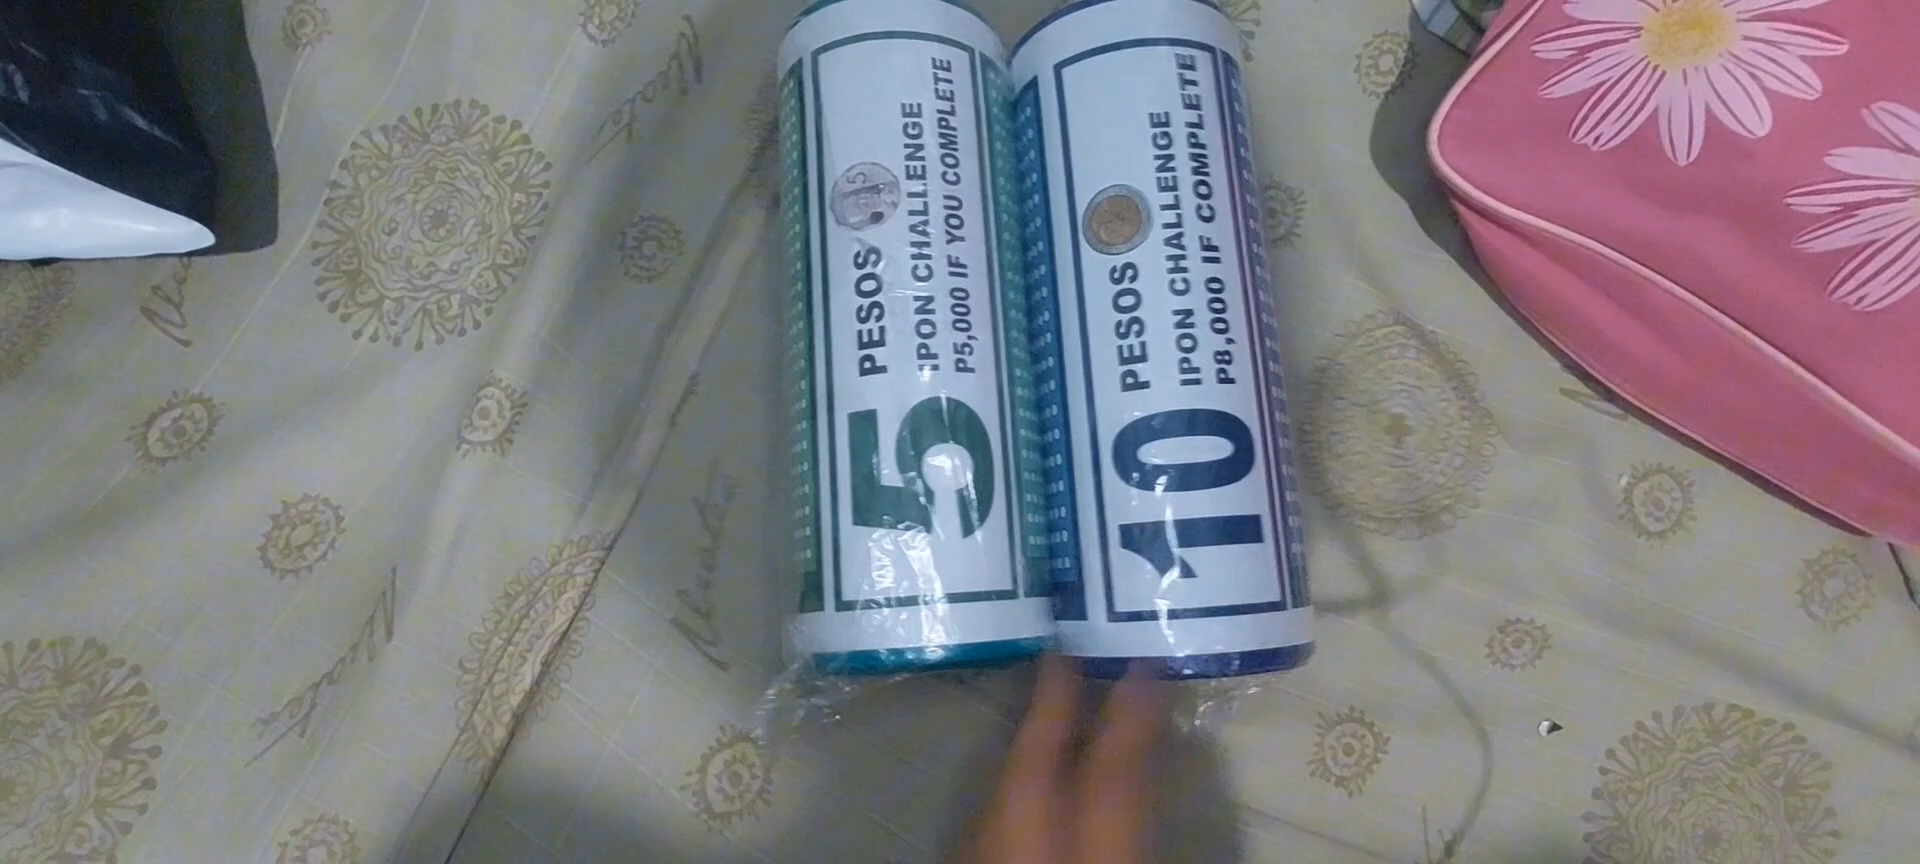 5 PESOS
IPON CHALLENGE
P5,000 IF YOU COMPLETE
10 PESOS
IPON CHALLENGE
P8,000 IF COMPLETE